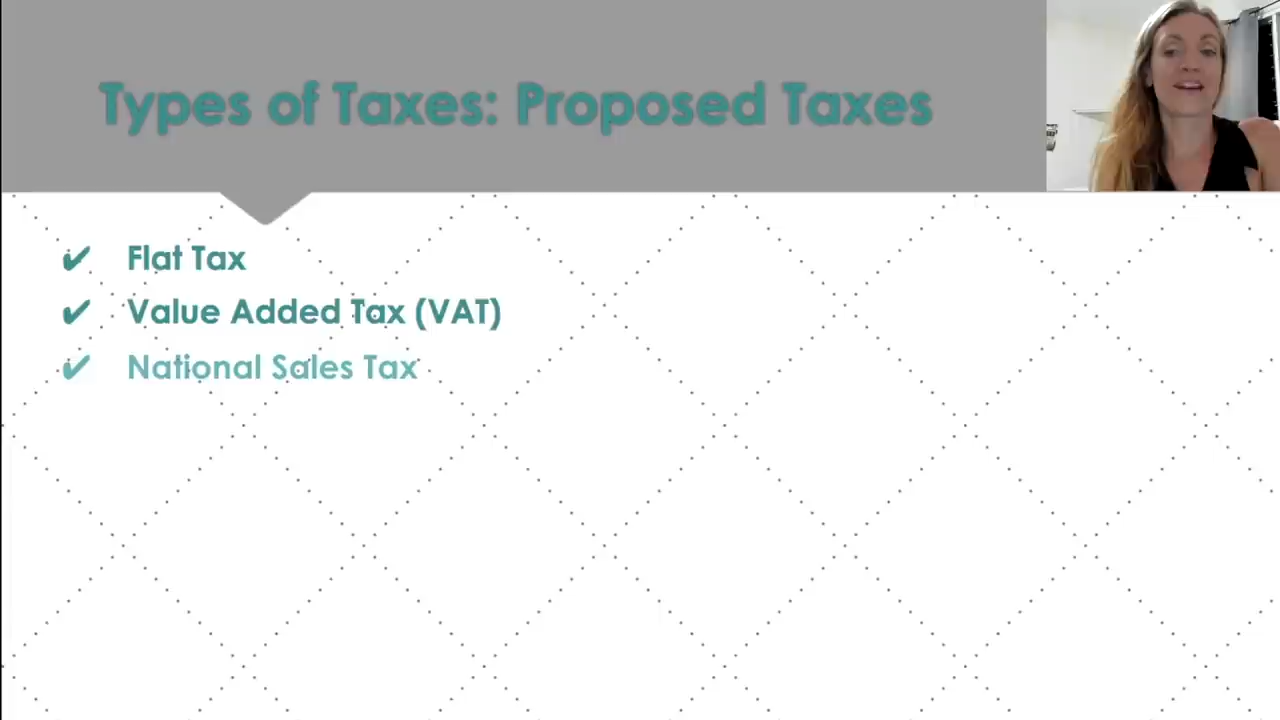 Types of Taxes: Proposed Taxes
✔ Flat Tax
✔ Value Added Tax (VAT)
✔ National Sales Tax